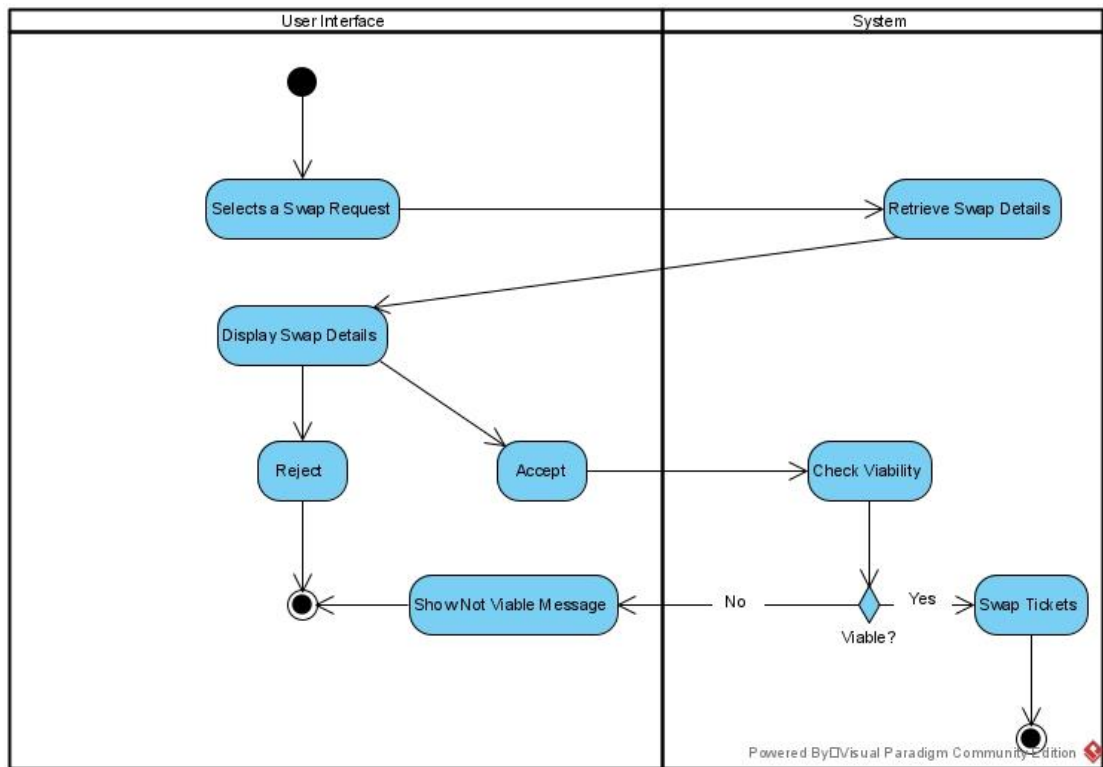 User Interface
System
Selects a Swap Request
Retrieve Swap Details
Display Swap Details
Reject
Accept
Check Viability
Show Not Viable Message
No
Yes
Swap Tickets
Viable?
Powered By□Visual Paradigm Community Edition